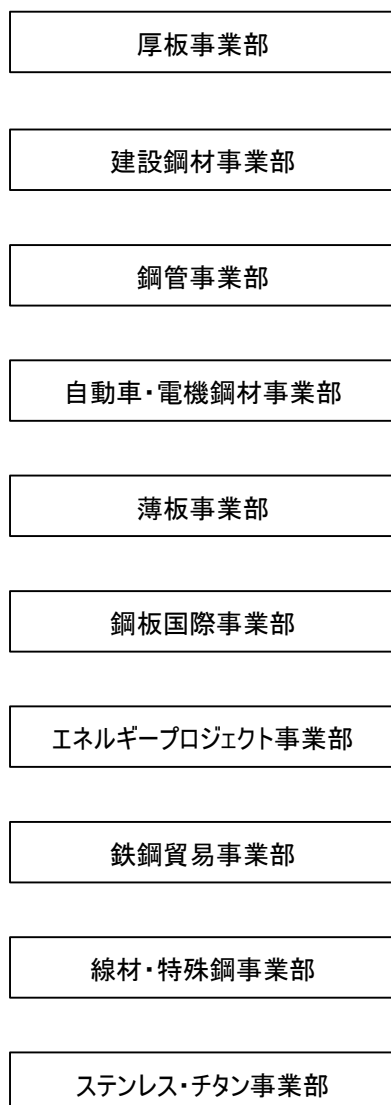 厚板事業部
建設鋼材事業部
鋼管事業部
自動車・電機鋼材事業部
薄板事業部
鋼板国際事業部
エネルギープロジェクト事業部
鉄鋼貿易事業部
線材・特殊鋼事業部
ステンレス・チタン事業部